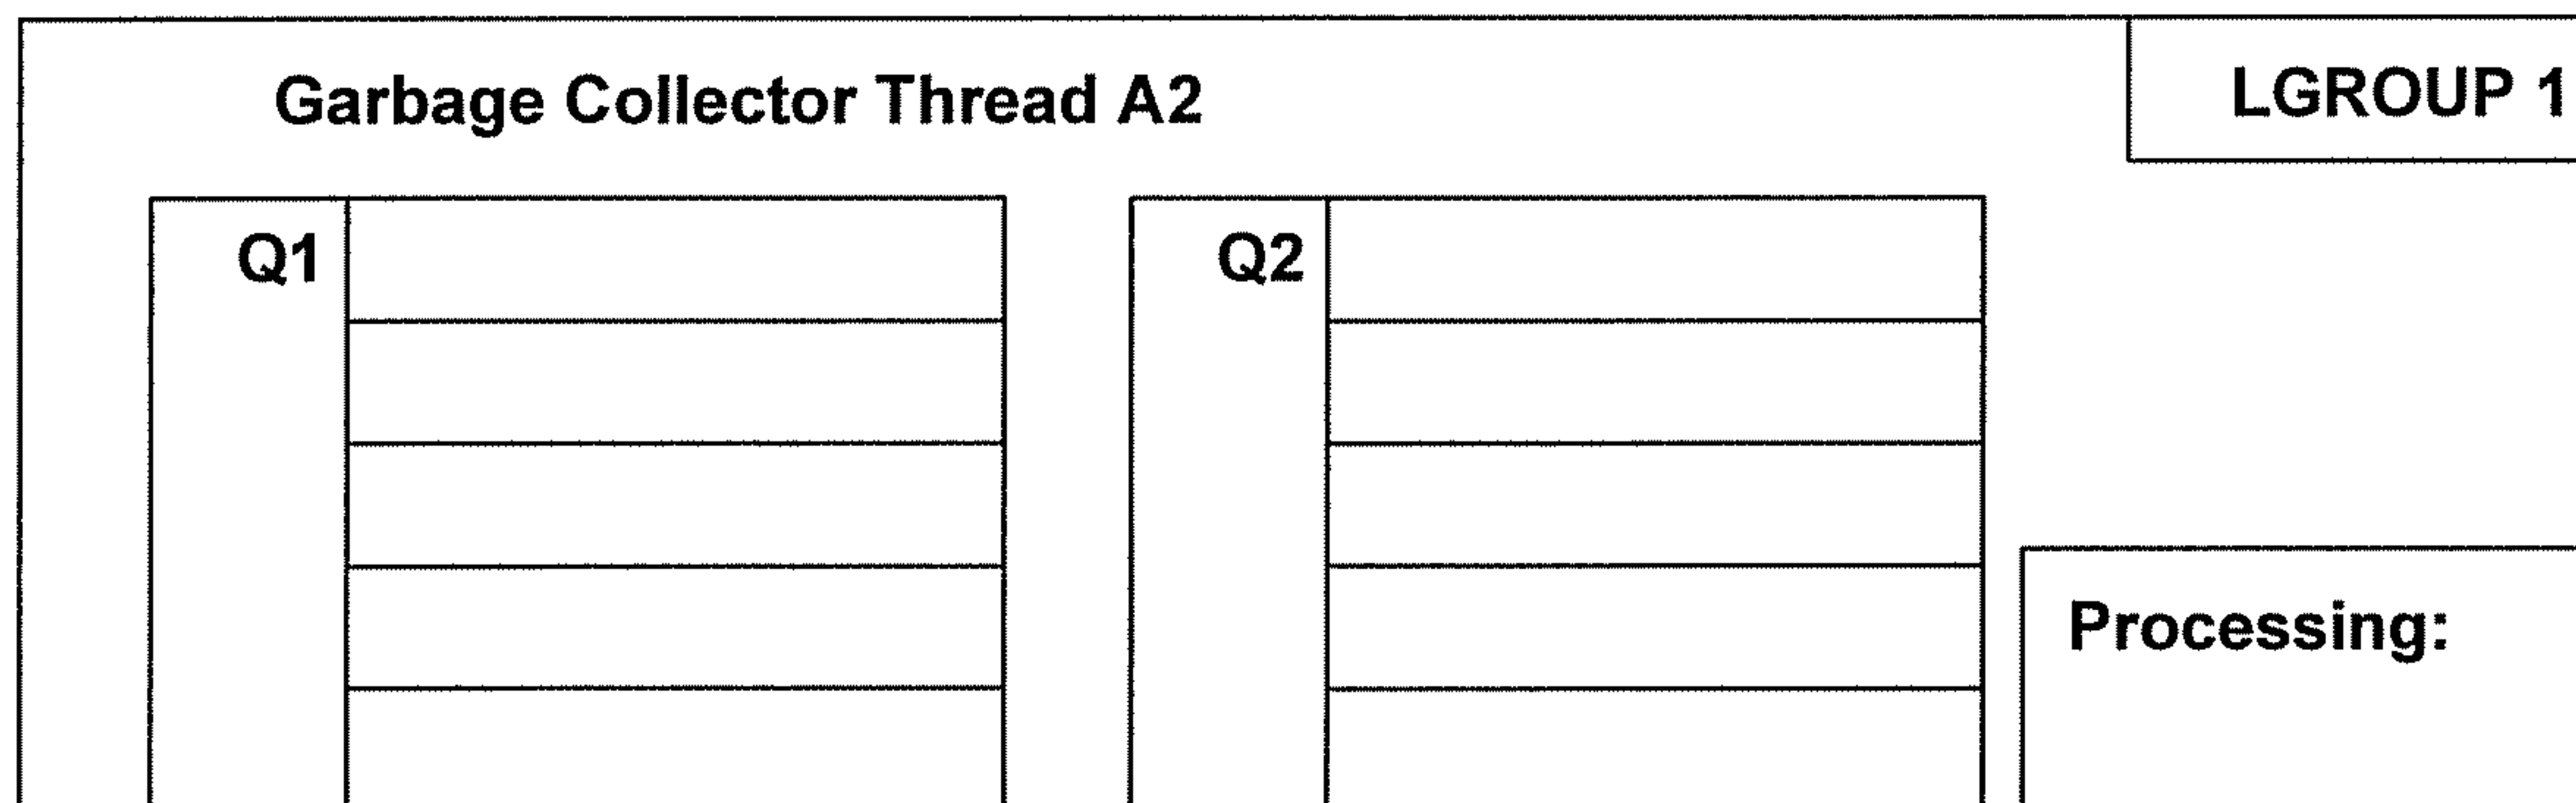 Garbage Collector Thread A2
LGROUP 1
Q1
Q2
Processing: